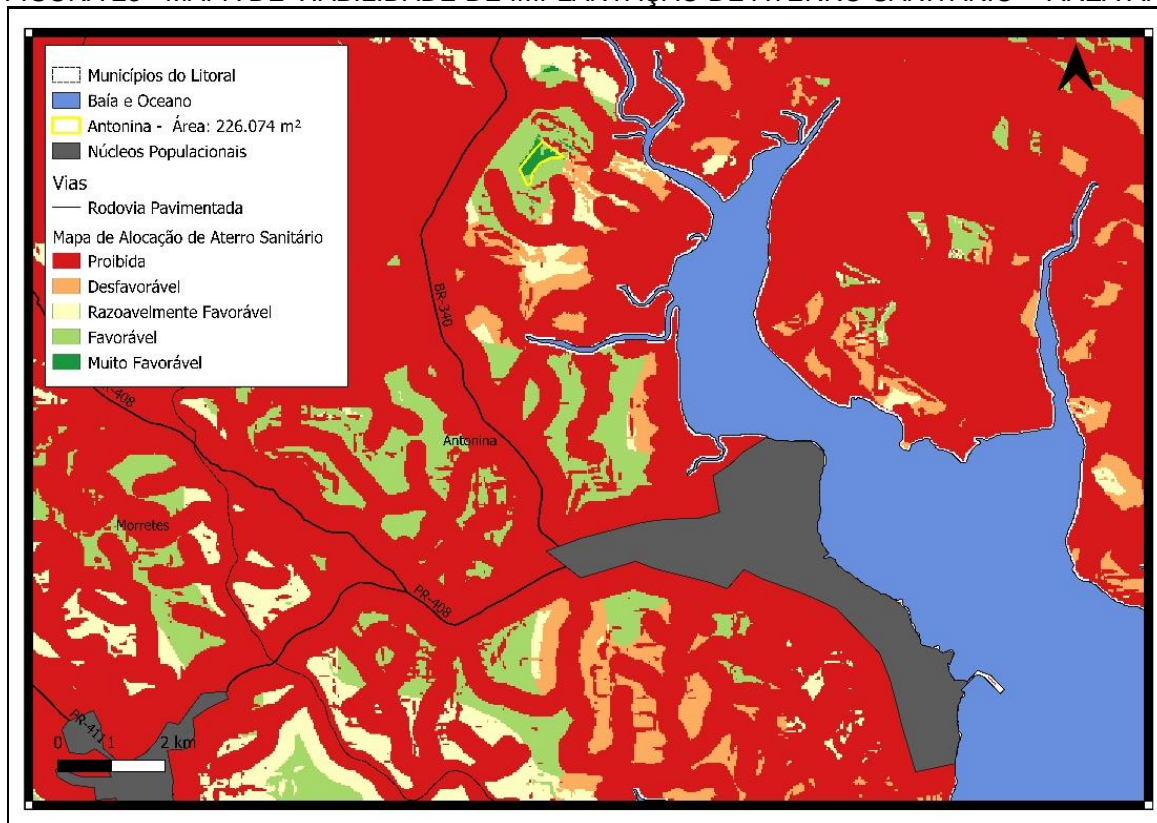 Municípios do Litoral
Baía e Oceano
Antonina - Área: 226.074 m²
Núcleos Populacionais
Vias
Rodovia Pavimentada
Mapa de Alocação de Aterro Sanitário
Proibida
Desfavorável
Razoavelmente Favorável
Favorável
Muito Favorável
BR-340
PR-408
Antonina
Morretes
PR-408
PR-411
0 1 2 km